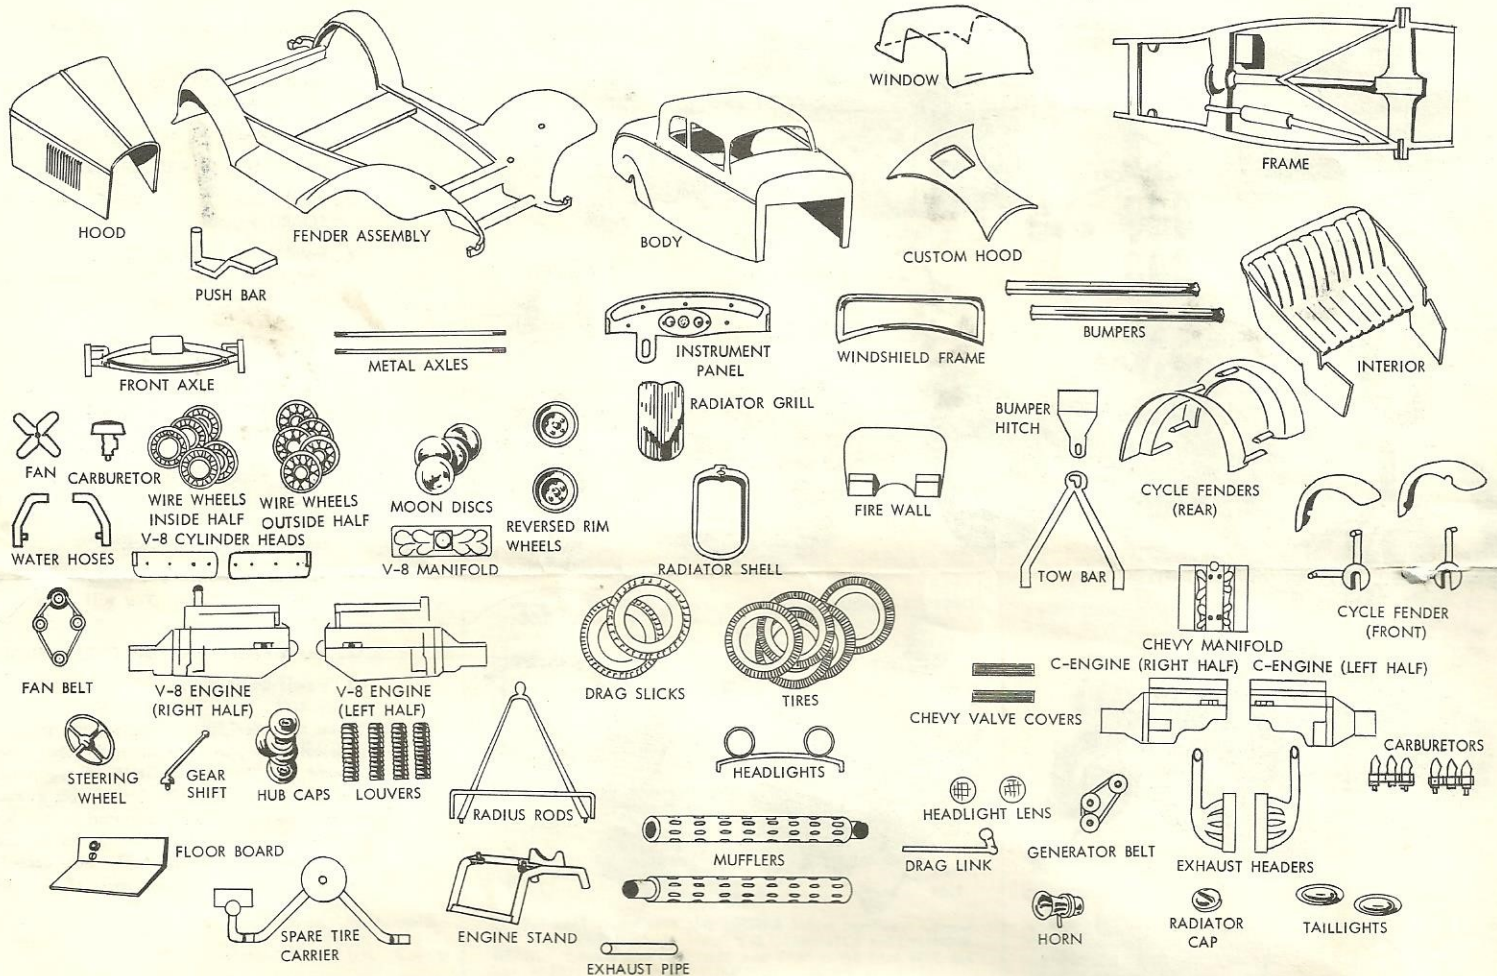 WINDOW
FRAME
HOOD
FENDER ASSEMBLY
BODY
CUSTOM HOOD
PUSH BAR
BUMPERS
INSTRUMENT
PANEL
WINDSHIELD FRAME
INTERIOR
FRONT AXLE
METAL AXLES
RADIATOR GRILL
BUMPER
HITCH
FAN
CARBURETOR
WIRE WHEELS
INSIDE HALF
WIRE WHEELS
OUTSIDE HALF
MOON DISCS
REVERSED RIM
WHEELS
FIRE WALL
CYCLE FENDERS
(REAR)
WATER HOSES
V-8 CYLINDER HEADS
V-8 MANIFOLD
RADIATOR SHELL
TOW BAR
CYCLE FENDER
(FRONT)
CHEVY MANIFOLD
FAN BELT
V-8 ENGINE
(RIGHT HALF)
V-8 ENGINE
(LEFT HALF)
DRAG SLICKS
TIRES
C-ENGINE (RIGHT HALF)
C-ENGINE (LEFT HALF)
CHEVY VALVE COVERS
STEERING
WHEEL
GEAR
SHIFT
HUB CAPS
LOUVERS
RADIUS RODS
HEADLIGHTS
CARBURETORS
HEADLIGHT LENS
FLOOR BOARD
MUFFLERS
DRAG LINK
GENERATOR BELT
EXHAUST HEADERS
SPARE TIRE
CARRIER
ENGINE STAND
EXHAUST PIPE
HORN
RADIATOR
CAP
TAILLIGHTS